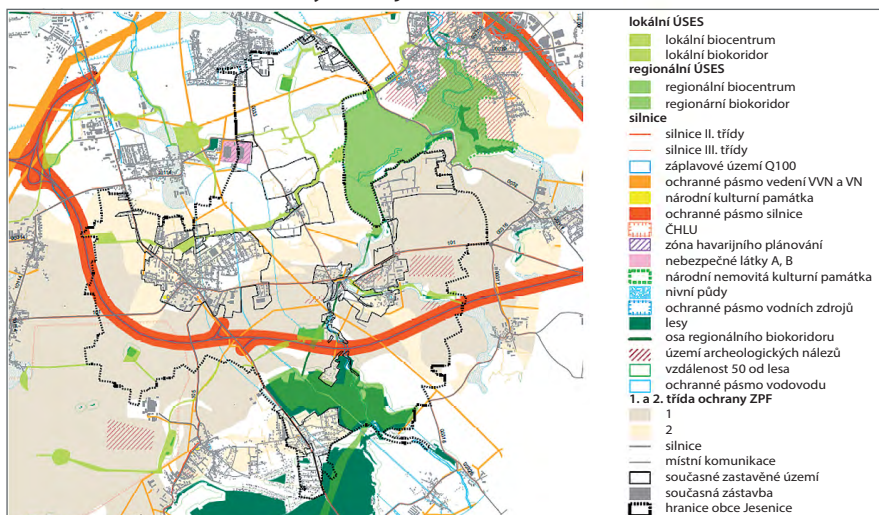 lokální ÚSES
lokální biocentrum
lokální biokoridor
regionální ÚSES
regionální biocentrum
regionární biokoridor
silnice
silnice II. třídy
silnice III. třídy
záplavové území Q100
ochranné pásmo vedení VVN a VN
národní kulturní památka
ochranné pásmo silnice
ČHLU
zóna havarijního plánování
nebezpečné látky A, B
národní nemovitá kulturní památka
nivní půdy
ochranné pásmo vodních zdrojů
lesy
osa regionálního biokoridoru
území archeologických nálezů
vzdálenost 50 od lesa
ochranné pásmo vodovodu
1. a 2. třída ochrany ZPF
1
2
silnice
místní komunikace
současné zastavěné území
současná zástavba
hranice obce Jesenice
101